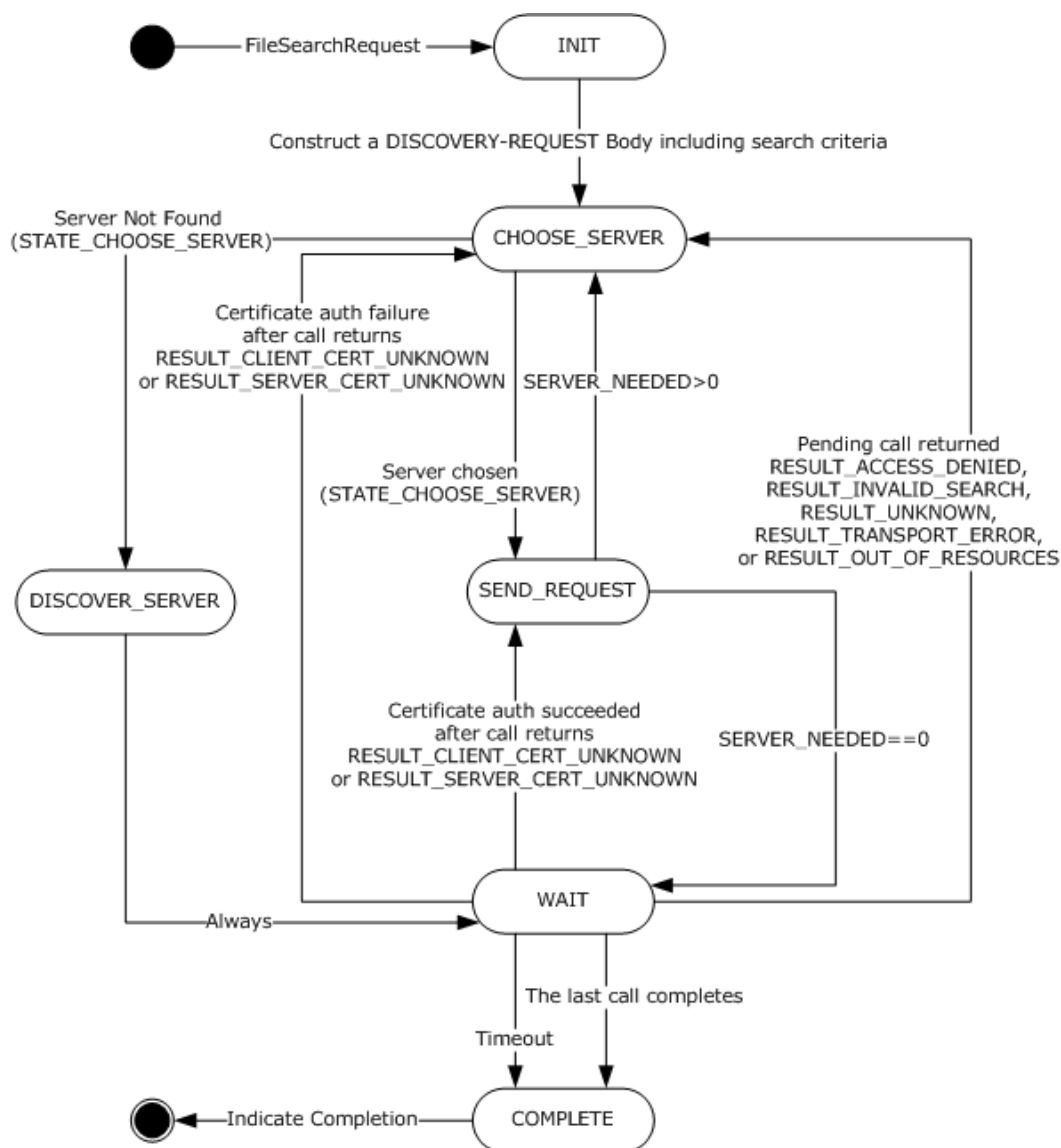 FileSearchRequest
INIT
Construct a DISCOVERY-REQUEST Body including search criteria
Server Not Found
(STATE_CHOOSE_SERVER)
CHOOSE_SERVER
Certificate auth failure
after call returns
RESULT_CLIENT_CERT_UNKNOWN
or RESULT_SERVER_CERT_UNKNOWN
SERVER_NEEDED>0
Server chosen
(STATE_CHOOSE_SERVER)
Pending call returned
RESULT_ACCESS_DENIED,
RESULT_INVALID_SEARCH,
RESULT_UNKNOWN,
RESULT_TRANSPORT_ERROR,
or RESULT_OUT_OF_RESOURCES
DISCOVER_SERVER
SEND_REQUEST
Certificate auth succeeded
after call returns
RESULT_CLIENT_CERT_UNKNOWN
or RESULT_SERVER_CERT_UNKNOWN
SERVER_NEEDED==0
WAIT
Always
The last call completes
Timeout
Indicate Completion
COMPLETE